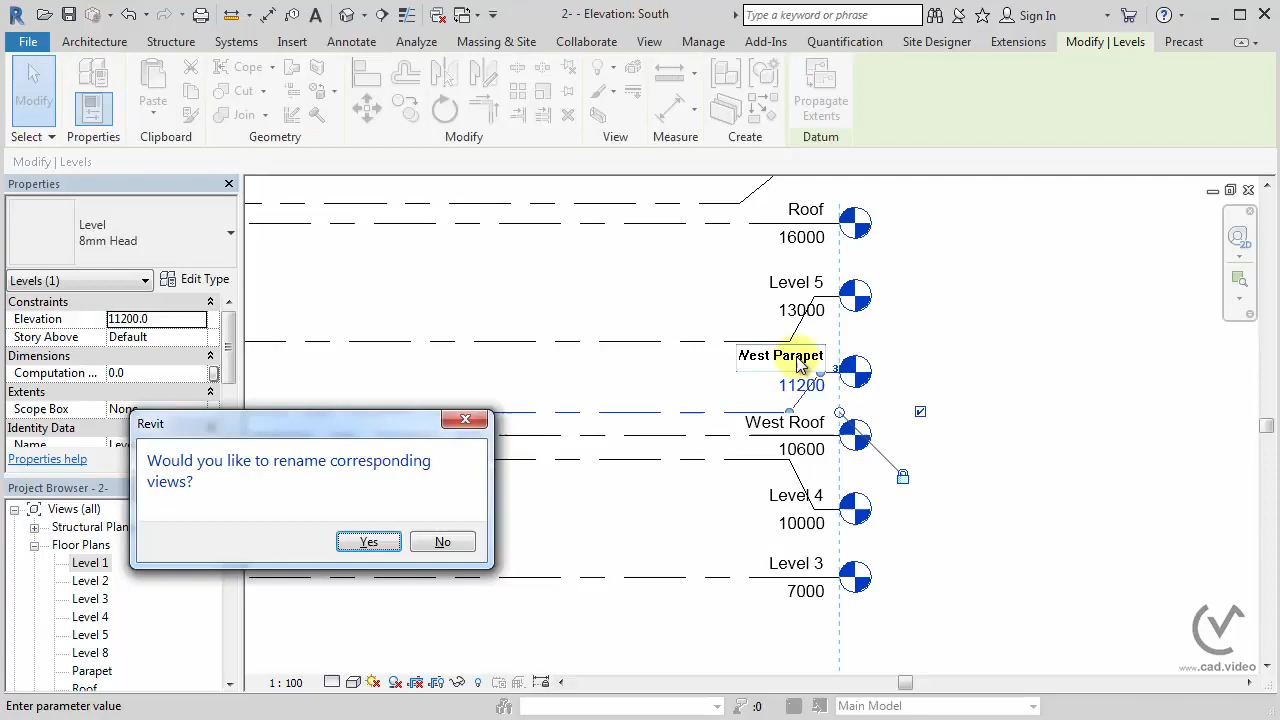 2- Elevation: South
Type a keyword or phrase
Sign In
File
Architecture
Structure
Systems
Insert
Annotate
Analyze
Massing & Site
Collaborate
View
Manage
Add-Ins
Quantification
Site Designer
Extensions
Modify | Levels
Precast
Modify
Paste
Cope
Cut
Join
Propagate
Extents
Select
Properties
Clipboard
Geometry
Modify
View
Measure
Create
Datum
Modify | Levels
Properties
Level
8mm Head
Levels (1)
Edit Type
Constraints
Elevation 11200.0
Story Above Default
Dimensions
Computation ... 0.0
Extents
Scope Box None
Identity Data
Name
Properties help
Project Browser - 2-
Views (all)
Structural Plan
Floor Plans
Level 1
Level 2
Level 3
Level 4
Level 5
Level 8
Parapet
Roof
Revit
Would you like to rename corresponding
views?
Yes
No
Roof
16000
Level 5
13000
West Parapet
11200
West Roof
10600
Level 4
10000
Level 3
7000
2D
1 : 100
www.cad.video
Enter parameter value
:0
Main Model